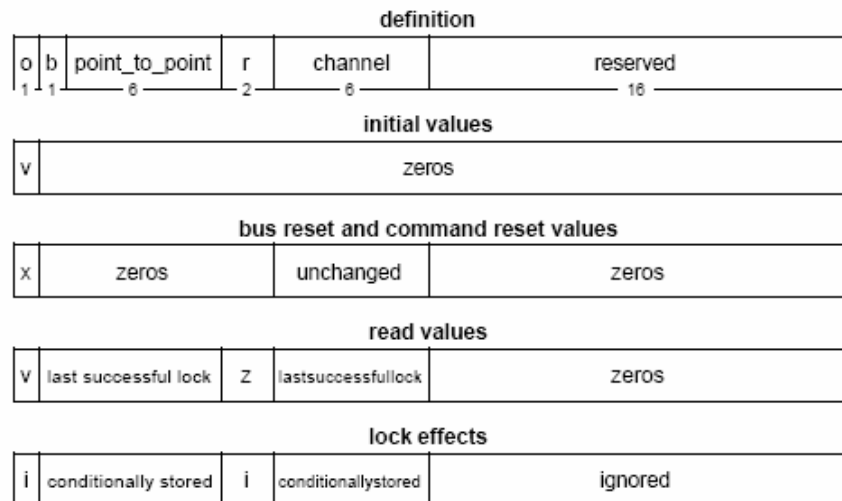 definition
o b point_to_point r channel reserved
1 1 6 2 6 16
initial values
v zeros
bus reset and command reset values
x zeros unchanged zeros
read values
v last successful lock z lastsuccessfullock zeros
lock effects
i conditionally stored i conditionallystored ignored